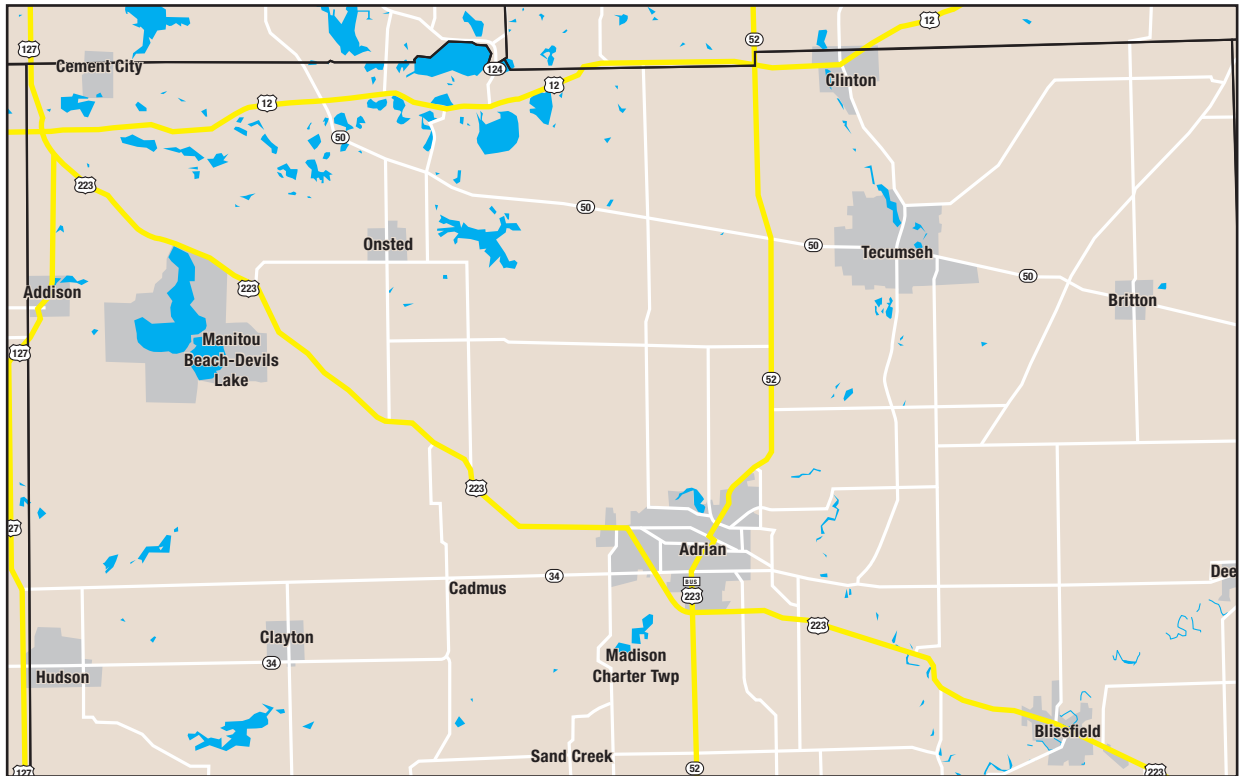 127
52
12
Cement City
124
Clinton
12
12
50
223
50
Onsted
50
Tecumseh
50
Addison
223
Britton
127
Manitou
Beach-Devils
Lake
52
223
27
Adrian
34
Dee
Cadmus
BUS
223
223
Clayton
34
Madison
Charter Twp
Hudson
Blissfield
Sand Creek
127
52
223